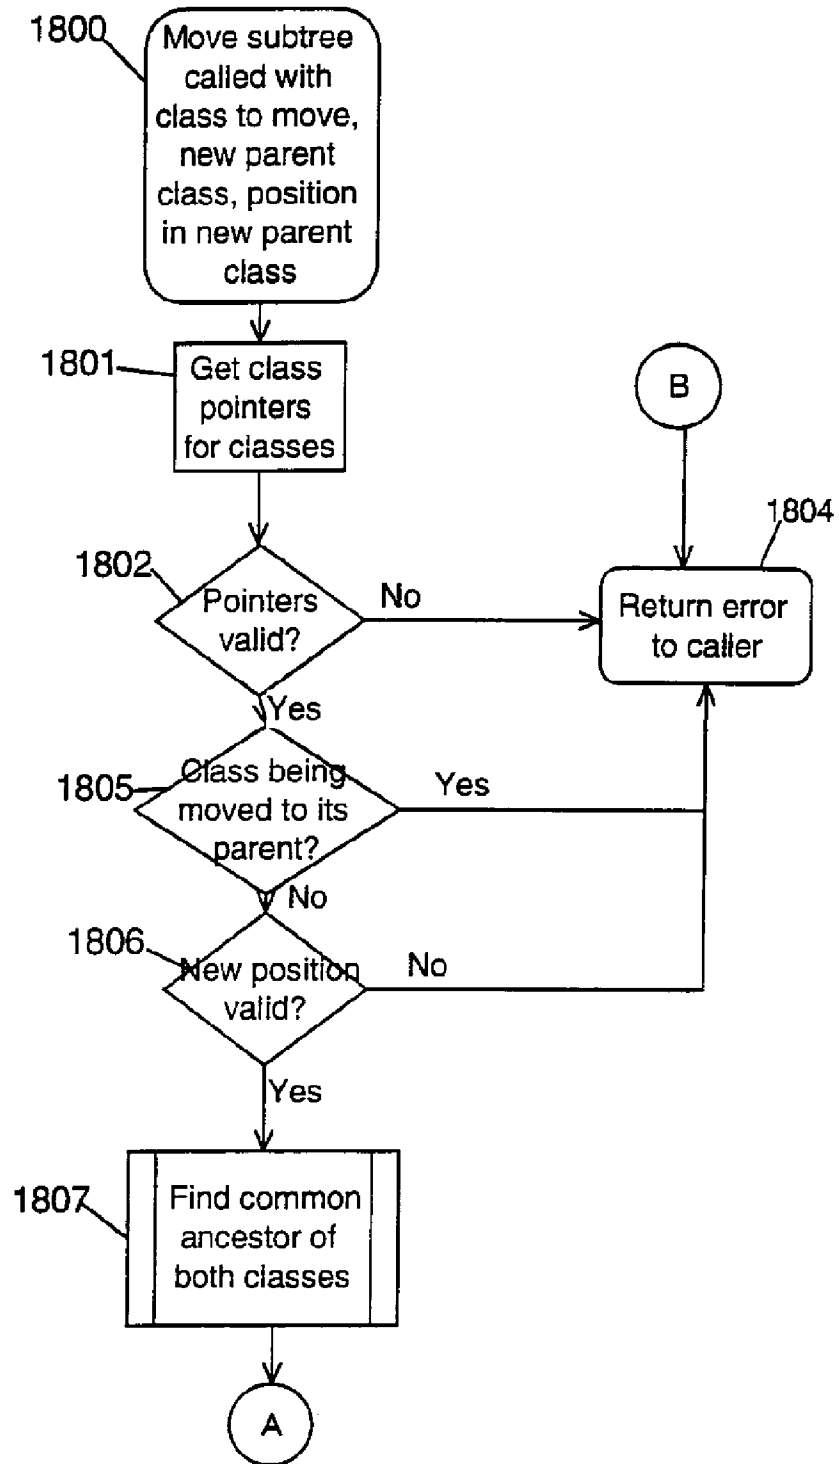 1800
Move subtree
called with
class to move,
new parent
class, position
in new parent
class
1801
Get class
pointers
for classes
B
1802
Pointers
valid?
No
1804
Return error
to caller
Yes
1805
Class being
moved to its
parent?
Yes
No
1806
New position
valid?
No
Yes
1807
Find common
ancestor of
both classes
A